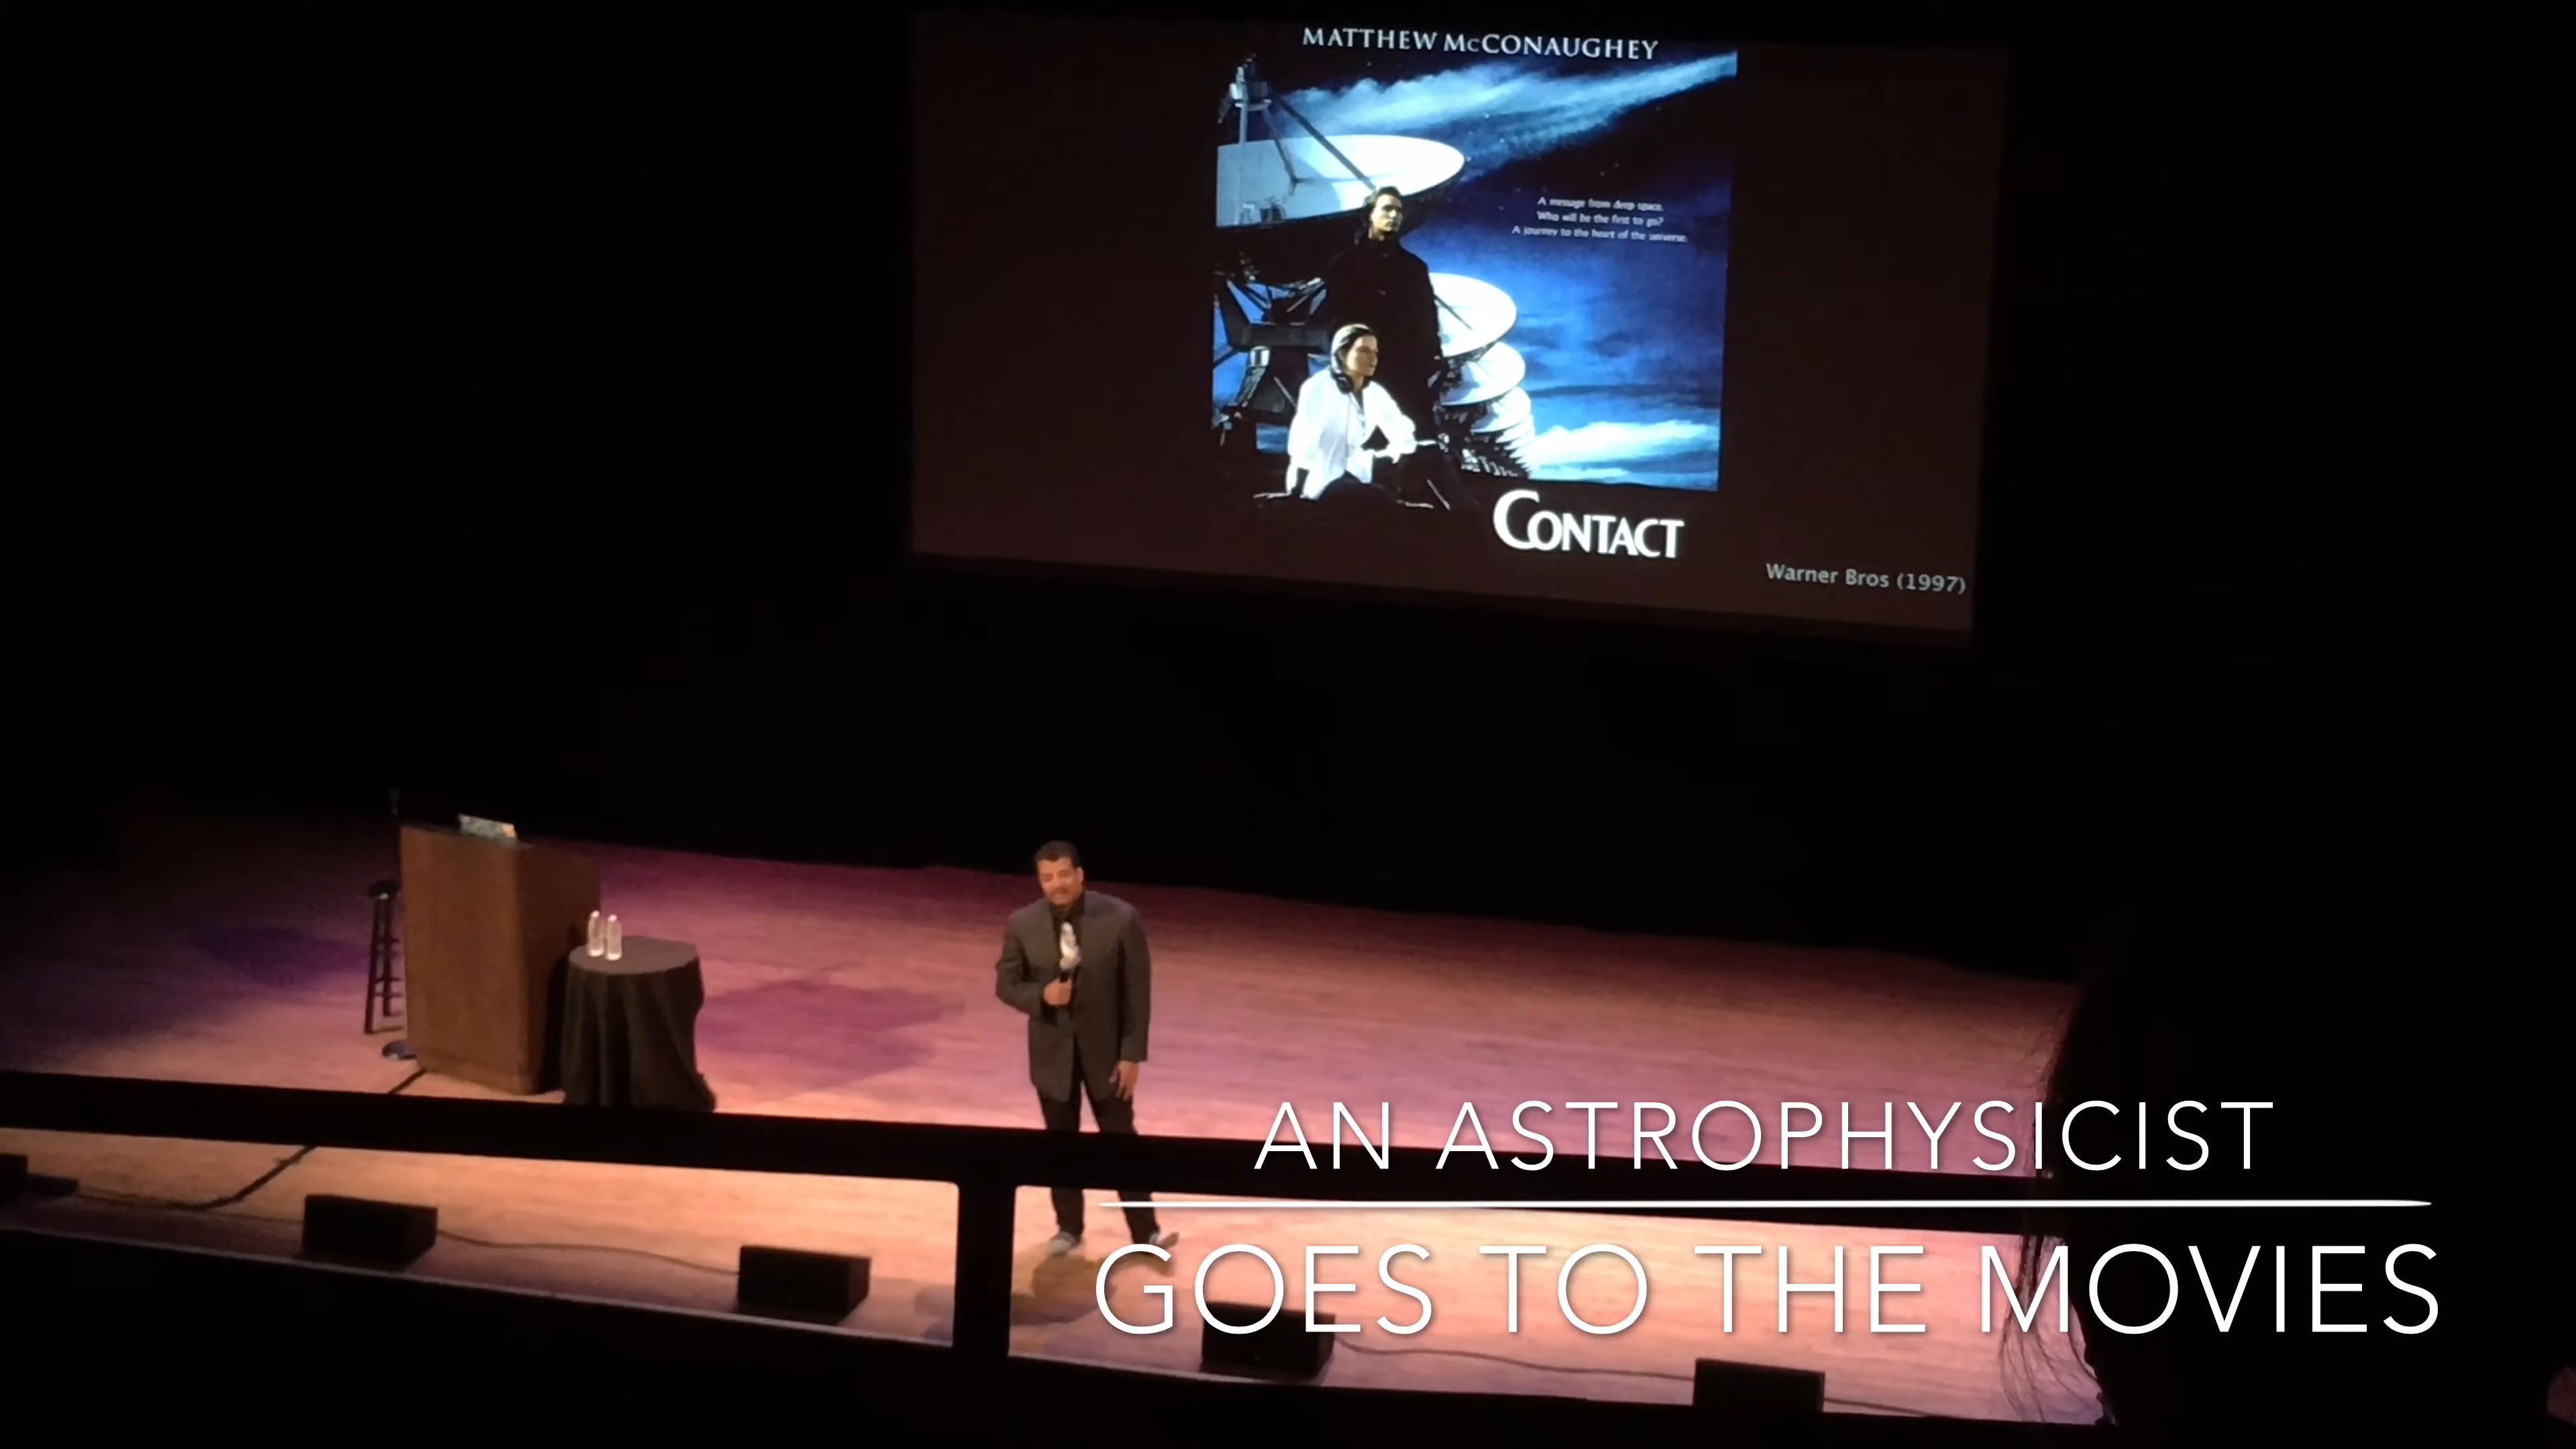 MATTHEW McCONAUGHEY
A message from deep space.
Who will be the first to go?
A journey to the heart of the universe.
CONTACT
Warner Bros (1997)
AN ASTROPHYSICIST
GOES TO THE MOVIES